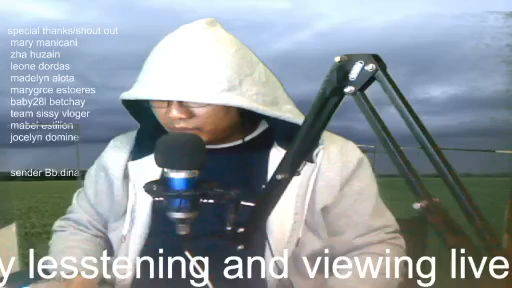 special thanks/shout out
mary manicani
zha huzain
leone dordas
madelyn alota
marygrce estoeres
baby28l betchay
team sissy vloger
mabel estilion
jocelyn domine
sender Bb.dina
y lesstening and viewing live